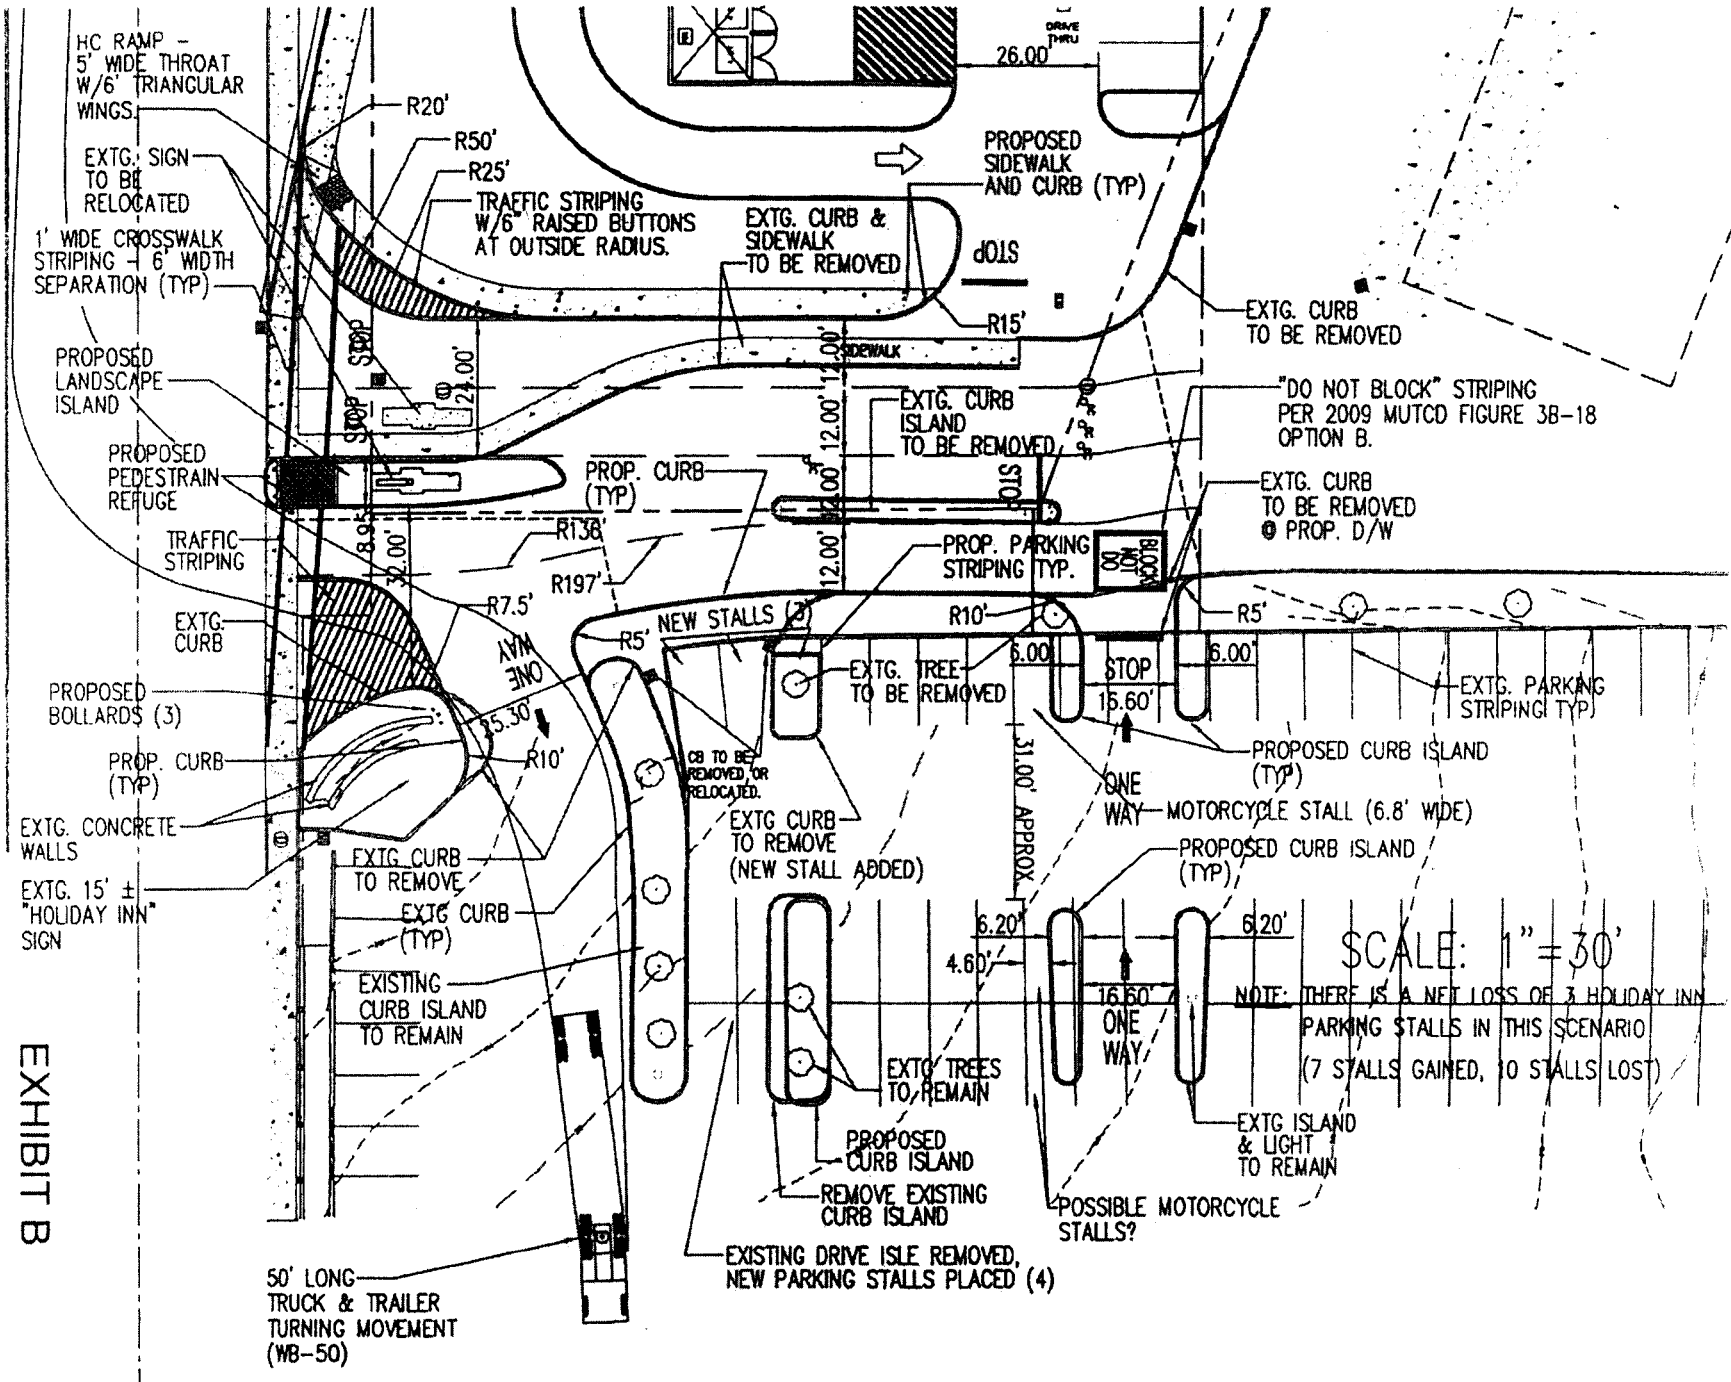 HC RAMP -
5' WIDE THROAT
W/6' TRIANGULAR
WINGS.
R20'
EXTG. SIGN
TO BE
RELOCATED
R50'
R25'
TRAFFIC STRIPING
W/6" RAISED BUTTONS
AT OUTSIDE RADIUS.
1' WIDE CROSSWALK
STRIPING - 6' WIDTH
SEPARATION (TYP)
DRIVE
THRU
26.00'
PROPOSED
SIDEWALK
AND CURB (TYP)
EXTG. CURB &
SIDEWALK
TO BE REMOVED
STOP
R15'
EXTG. CURB
TO BE REMOVED
PROPOSED
LANDSCAPE
ISLAND
STOP
STOP
24.00'
SIDEWALK
12.00'
12.00'
12.00'
12.00'
EXTG. CURB
ISLAND
TO BE REMOVED
"DO NOT BLOCK" STRIPING
PER 2009 MUTCD FIGURE 3B-18
OPTION B.
PROPOSED
PEDESTRAIN
REFUGE
PROP. CURB
(TYP)
STOP
EXTG. CURB
TO BE REMOVED
@ PROP. D/W
TRAFFIC
STRIPING
8.95
32.00'
R136'
R197'
PROP. PARKING
STRIPING TYP.
BLOCK
NOT
DO
EXTG.
CURB
R7.5'
ONE
WAY
R5'
NEW STALLS (3)
R10'
R5'
EXTG. TREE
TO BE REMOVED
6.00
STOP
6.00'
16.60'
EXTG. PARKING
STRIPING TYP
PROPOSED
BOLLARDS (3)
25.30'
R10'
PROP. CURB
(TYP)
CB TO BE
REMOVED OR
RELOCATED.
31.00' APPROX.
PROPOSED CURB ISLAND
(TYP)
ONE
WAY
MOTORCYCLE STALL (6.8' WIDE)
EXTG. CONCRETE
WALLS
EXTG CURB
TO REMOVE
(NEW STALL ADDED)
PROPOSED CURB ISLAND
(TYP)
EXTG. 15' ±
"HOLIDAY INN"
SIGN
EXTG CURB
TO REMOVE
EXTG CURB
(TYP)
6.20'
6.20'
4.60'
16.60'
ONE
WAY
SCALE: 1"=30'
NOTE: THERE IS A NET LOSS OF 3 HOLIDAY INN
PARKING STALLS IN THIS SCENARIO
(7 STALLS GAINED, 10 STALLS LOST)
EXISTING
CURB ISLAND
TO REMAIN
EXTG TREES
TO REMAIN
EXTG ISLAND
& LIGHT
TO REMAIN
PROPOSED
CURB ISLAND
REMOVE EXISTING
CURB ISLAND
POSSIBLE MOTORCYCLE
STALLS?
EXISTING DRIVE ISLE REMOVED,
NEW PARKING STALLS PLACED (4)
50' LONG
TRUCK & TRAILER
TURNING MOVEMENT
(WB-50)
EXHIBIT B